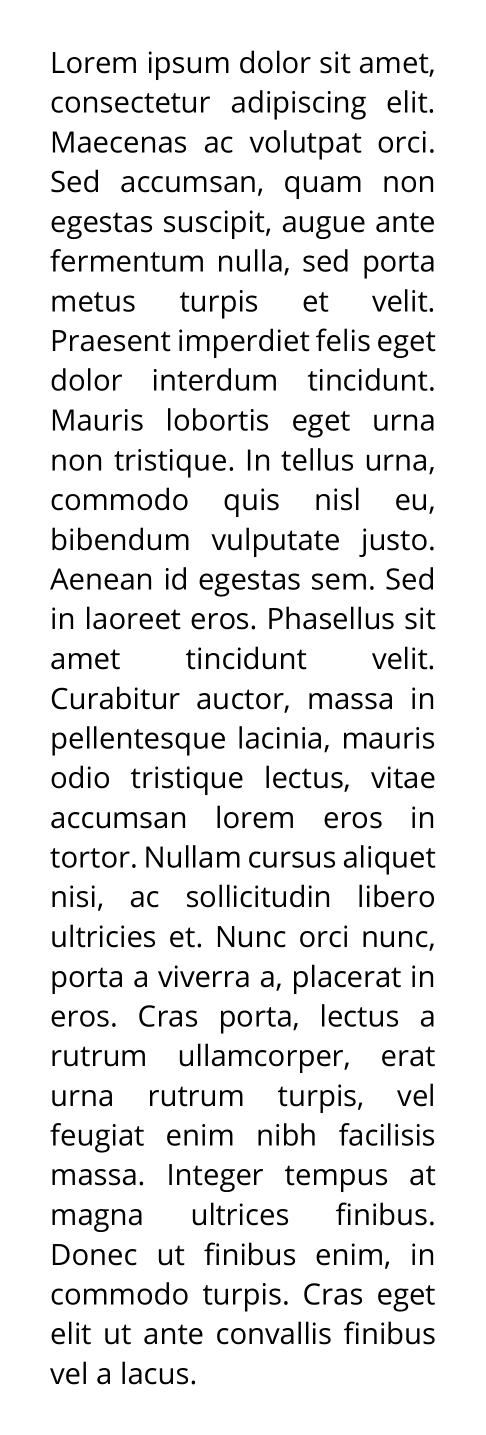 Lorem ipsum dolor sit amet,
consectetur adipiscing elit.
Maecenas ac volutpat orci.
Sed accumsan, quam non
egestas suscipit, augue ante
fermentum nulla, sed porta
metus turpis et velit.
Praesent imperdiet felis eget
dolor interdum tincidunt.
Mauris lobortis eget urna
non tristique. In tellus urna,
commodo quis nisl eu,
bibendum vulputate justo.
Aenean id egestas sem. Sed
in laoreet eros. Phasellus sit
amet tincidunt velit.
Curabitur auctor, massa in
pellentesque lacinia, mauris
odio tristique lectus, vitae
accumsan lorem eros in
tortor. Nullam cursus aliquet
nisi, ac sollicitudin libero
ultricies et. Nunc orci nunc,
porta a viverra a, placerat in
eros. Cras porta, lectus a
rutrum ullamcorper, erat
urna rutrum turpis, vel
feugiat enim nibh facilisis
massa. Integer tempus at
magna ultrices finibus.
Donec ut finibus enim, in
commodo turpis. Cras eget
elit ut ante convallis finibus
vel a lacus.